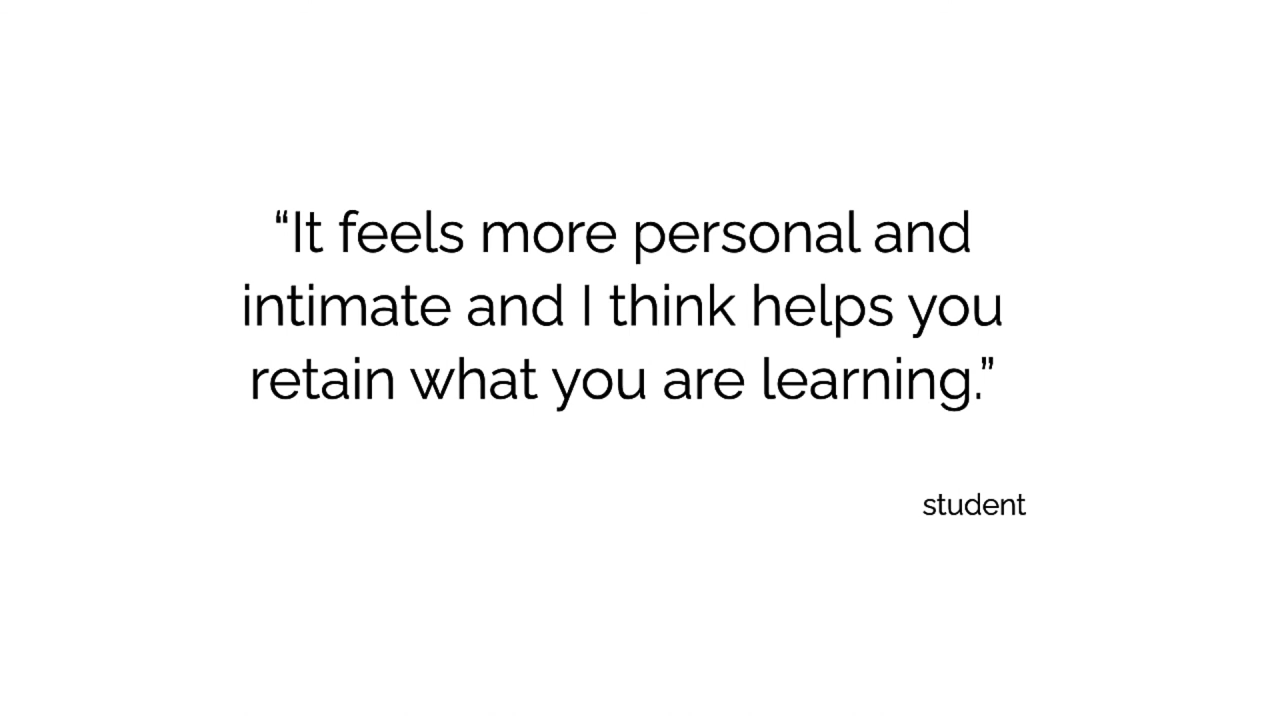 “It feels more personal and
intimate and I think helps you
retain what you are learning.”
student